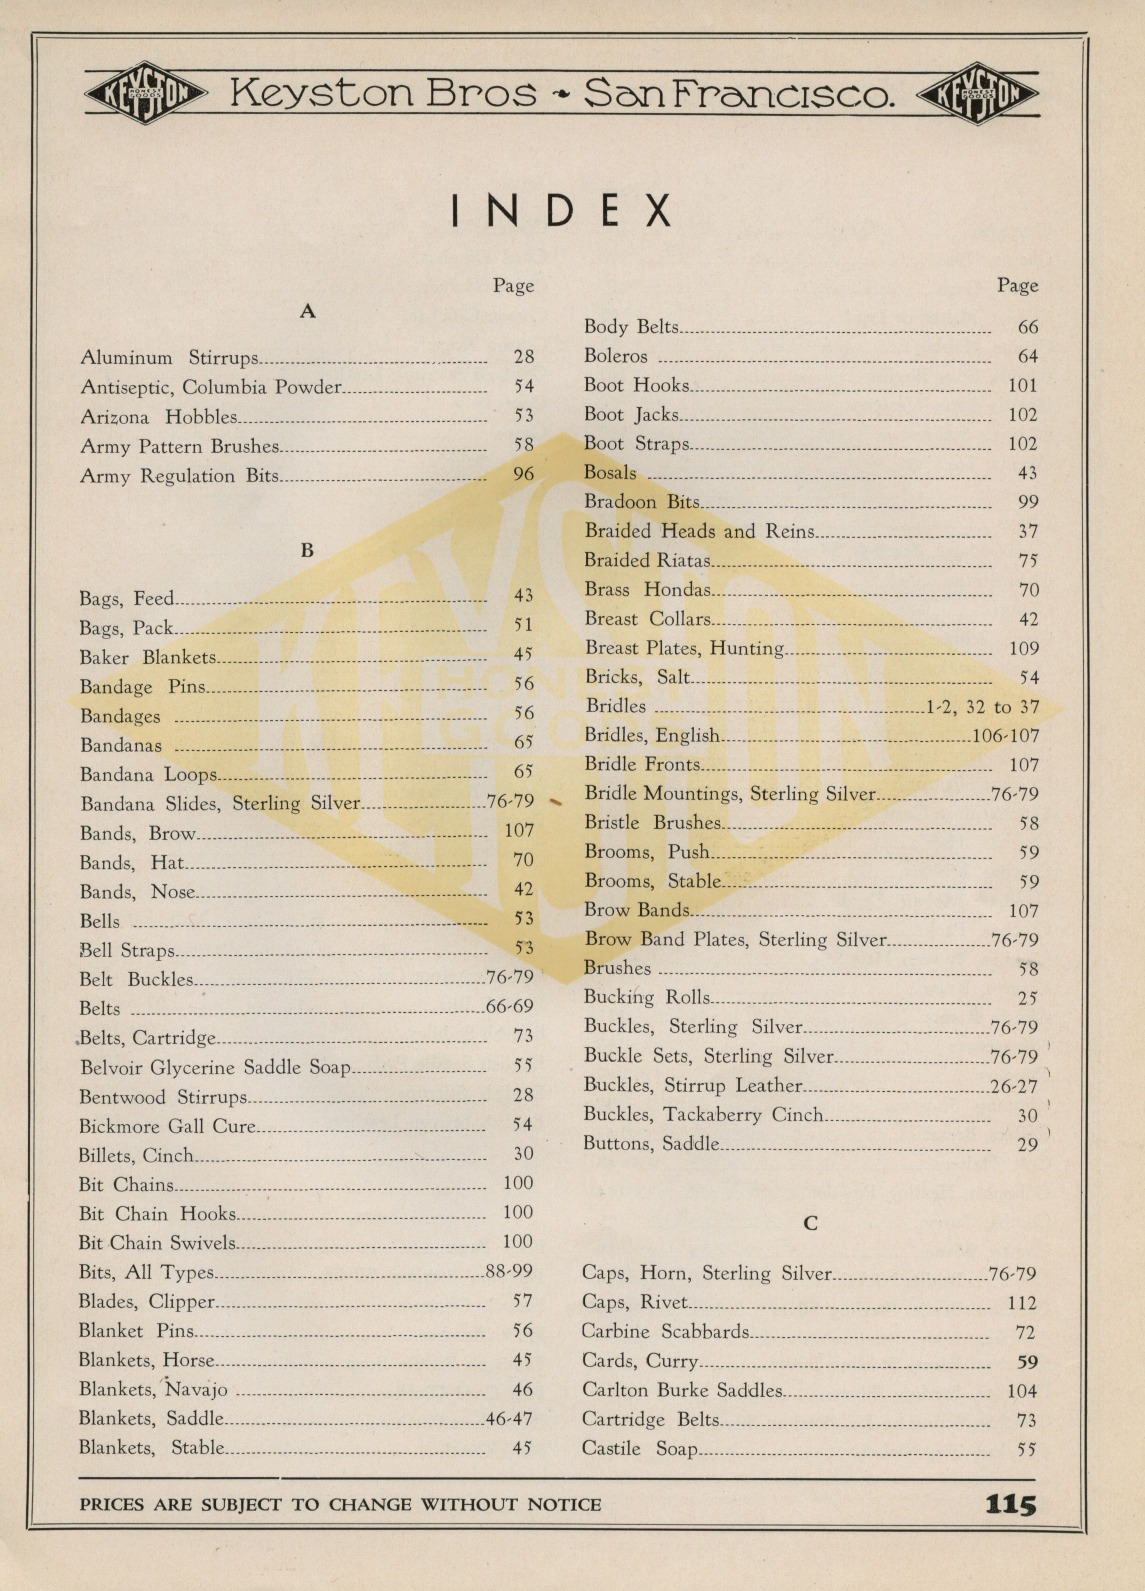 KEYSTON HONEST GOODS Keyston Bros ~ San Francisco. KEYSTON HONEST GOODS
INDEX
Page
A
Aluminum Stirrups 28
Antiseptic, Columbia Powder 54
Arizona Hobbles 53
Army Pattern Brushes 58
Army Regulation Bits 96
B
Bags, Feed 43
Bags, Pack 51
Baker Blankets 45
Bandage Pins 56
Bandages 56
Bandanas 65
Bandana Loops 65
Bandana Slides, Sterling Silver 76-79
Bands, Brow 107
Bands, Hat 70
Bands, Nose 42
Bells 53
Bell Straps 53
Belt Buckles 76-79
Belts 66-69
Belts, Cartridge 73
Belvoir Glycerine Saddle Soap 55
Bentwood Stirrups 28
Bickmore Gall Cure 54
Billets, Cinch 30
Bit Chains 100
Bit Chain Hooks 100
Bit Chain Swivels 100
Bits, All Types 88-99
Blades, Clipper 57
Blanket Pins 56
Blankets, Horse 45
Blankets, Navajo 46
Blankets, Saddle 46-47
Blankets, Stable 45
Page
Body Belts 66
Boleros 64
Boot Hooks 101
Boot Jacks 102
Boot Straps 102
Bosals 43
Bradoon Bits 99
Braided Heads and Reins 37
Braided Riatas 75
Brass Hondas 70
Breast Collars 42
Breast Plates, Hunting 109
Bricks, Salt 54
Bridles 1-2, 32 to 37
Bridles, English 106-107
Bridle Fronts 107
Bridle Mountings, Sterling Silver 76-79
Bristle Brushes 58
Brooms, Push 59
Brooms, Stable 59
Brow Bands 107
Brow Band Plates, Sterling Silver 76-79
Brushes 58
Bucking Rolls 25
Buckles, Sterling Silver 76-79
Buckle Sets, Sterling Silver 76-79
Buckles, Stirrup Leather 26-27
Buckles, Tackaberry Cinch 30
Buttons, Saddle 29
C
Caps, Horn, Sterling Silver 76-79
Caps, Rivet 112
Carbine Scabbards 72
Cards, Curry 59
Carlton Burke Saddles 104
Cartridge Belts 73
Castile Soap 55
KEYSTON
HONEST
GOODS
PRICES ARE SUBJECT TO CHANGE WITHOUT NOTICE 115